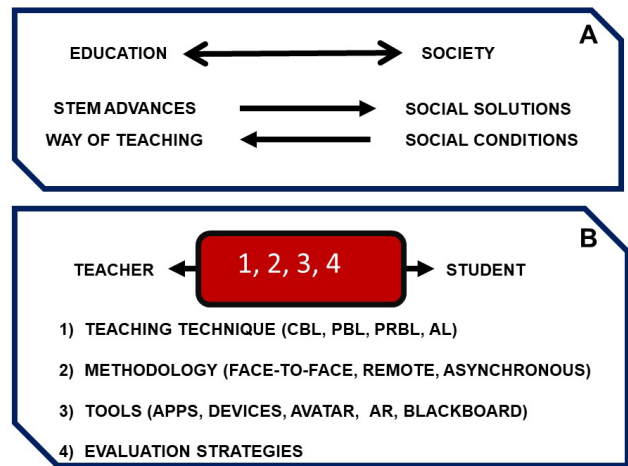 A
EDUCATION SOCIETY
STEM ADVANCES SOCIAL SOLUTIONS
WAY OF TEACHING SOCIAL CONDITIONS
B
TEACHER 1, 2, 3, 4 STUDENT
1) TEACHING TECHNIQUE (CBL, PBL, PRBL, AL)
2) METHODOLOGY (FACE-TO-FACE, REMOTE, ASYNCHRONOUS)
3) TOOLS (APPS, DEVICES, AVATAR, AR, BLACKBOARD)
4) EVALUATION STRATEGIES